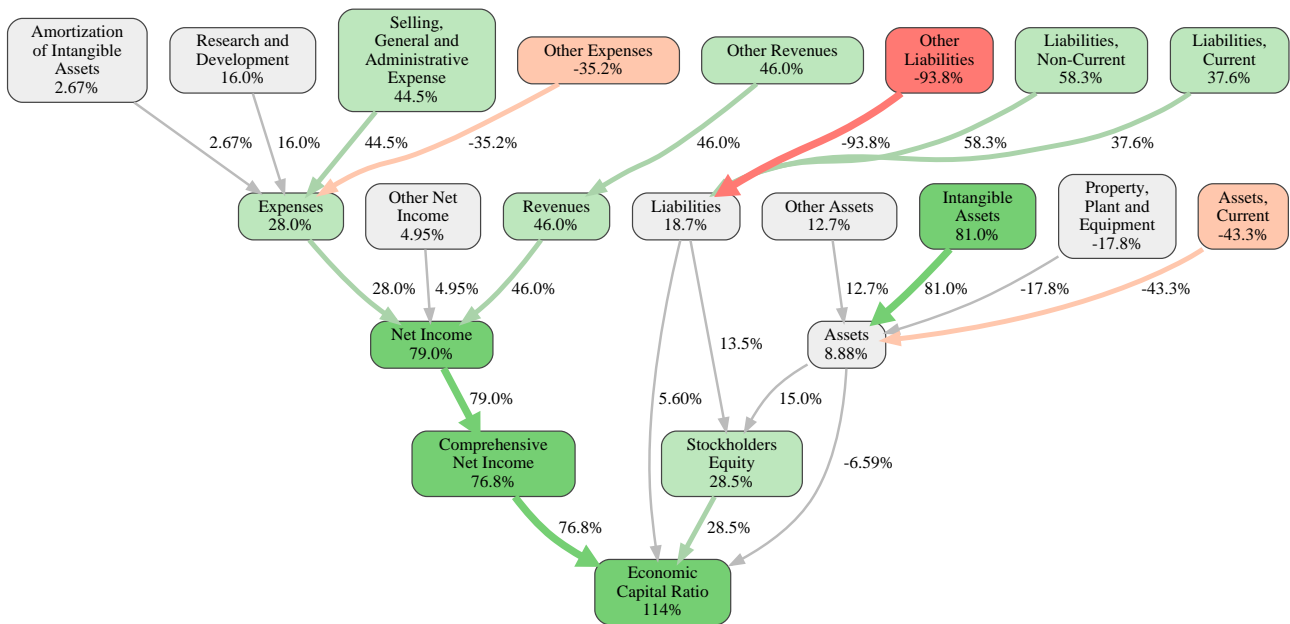 Amortization
of Intangible
Assets
2.67%
Research and
Development
16.0%
Selling,
General and
Administrative
Expense
44.5%
Other Expenses
-35.2%
Other Revenues
46.0%
Other
Liabilities
-93.8%
Liabilities,
Non-Current
58.3%
Liabilities,
Current
37.6%
2.67%
16.0%
44.5%
-35.2%
46.0%
-93.8%
58.3%
37.6%
Expenses
28.0%
Other Net
Income
4.95%
Revenues
46.0%
Liabilities
18.7%
Other Assets
12.7%
Intangible
Assets
81.0%
Property,
Plant and
Equipment
-17.8%
Assets,
Current
-43.3%
28.0%
4.95%
46.0%
12.7%
81.0%
-17.8%
-43.3%
Net Income
79.0%
13.5%
Assets
8.88%
79.0%
5.60%
15.0%
Comprehensive
Net Income
76.8%
Stockholders
Equity
28.5%
-6.59%
76.8%
28.5%
Economic
Capital Ratio
114%